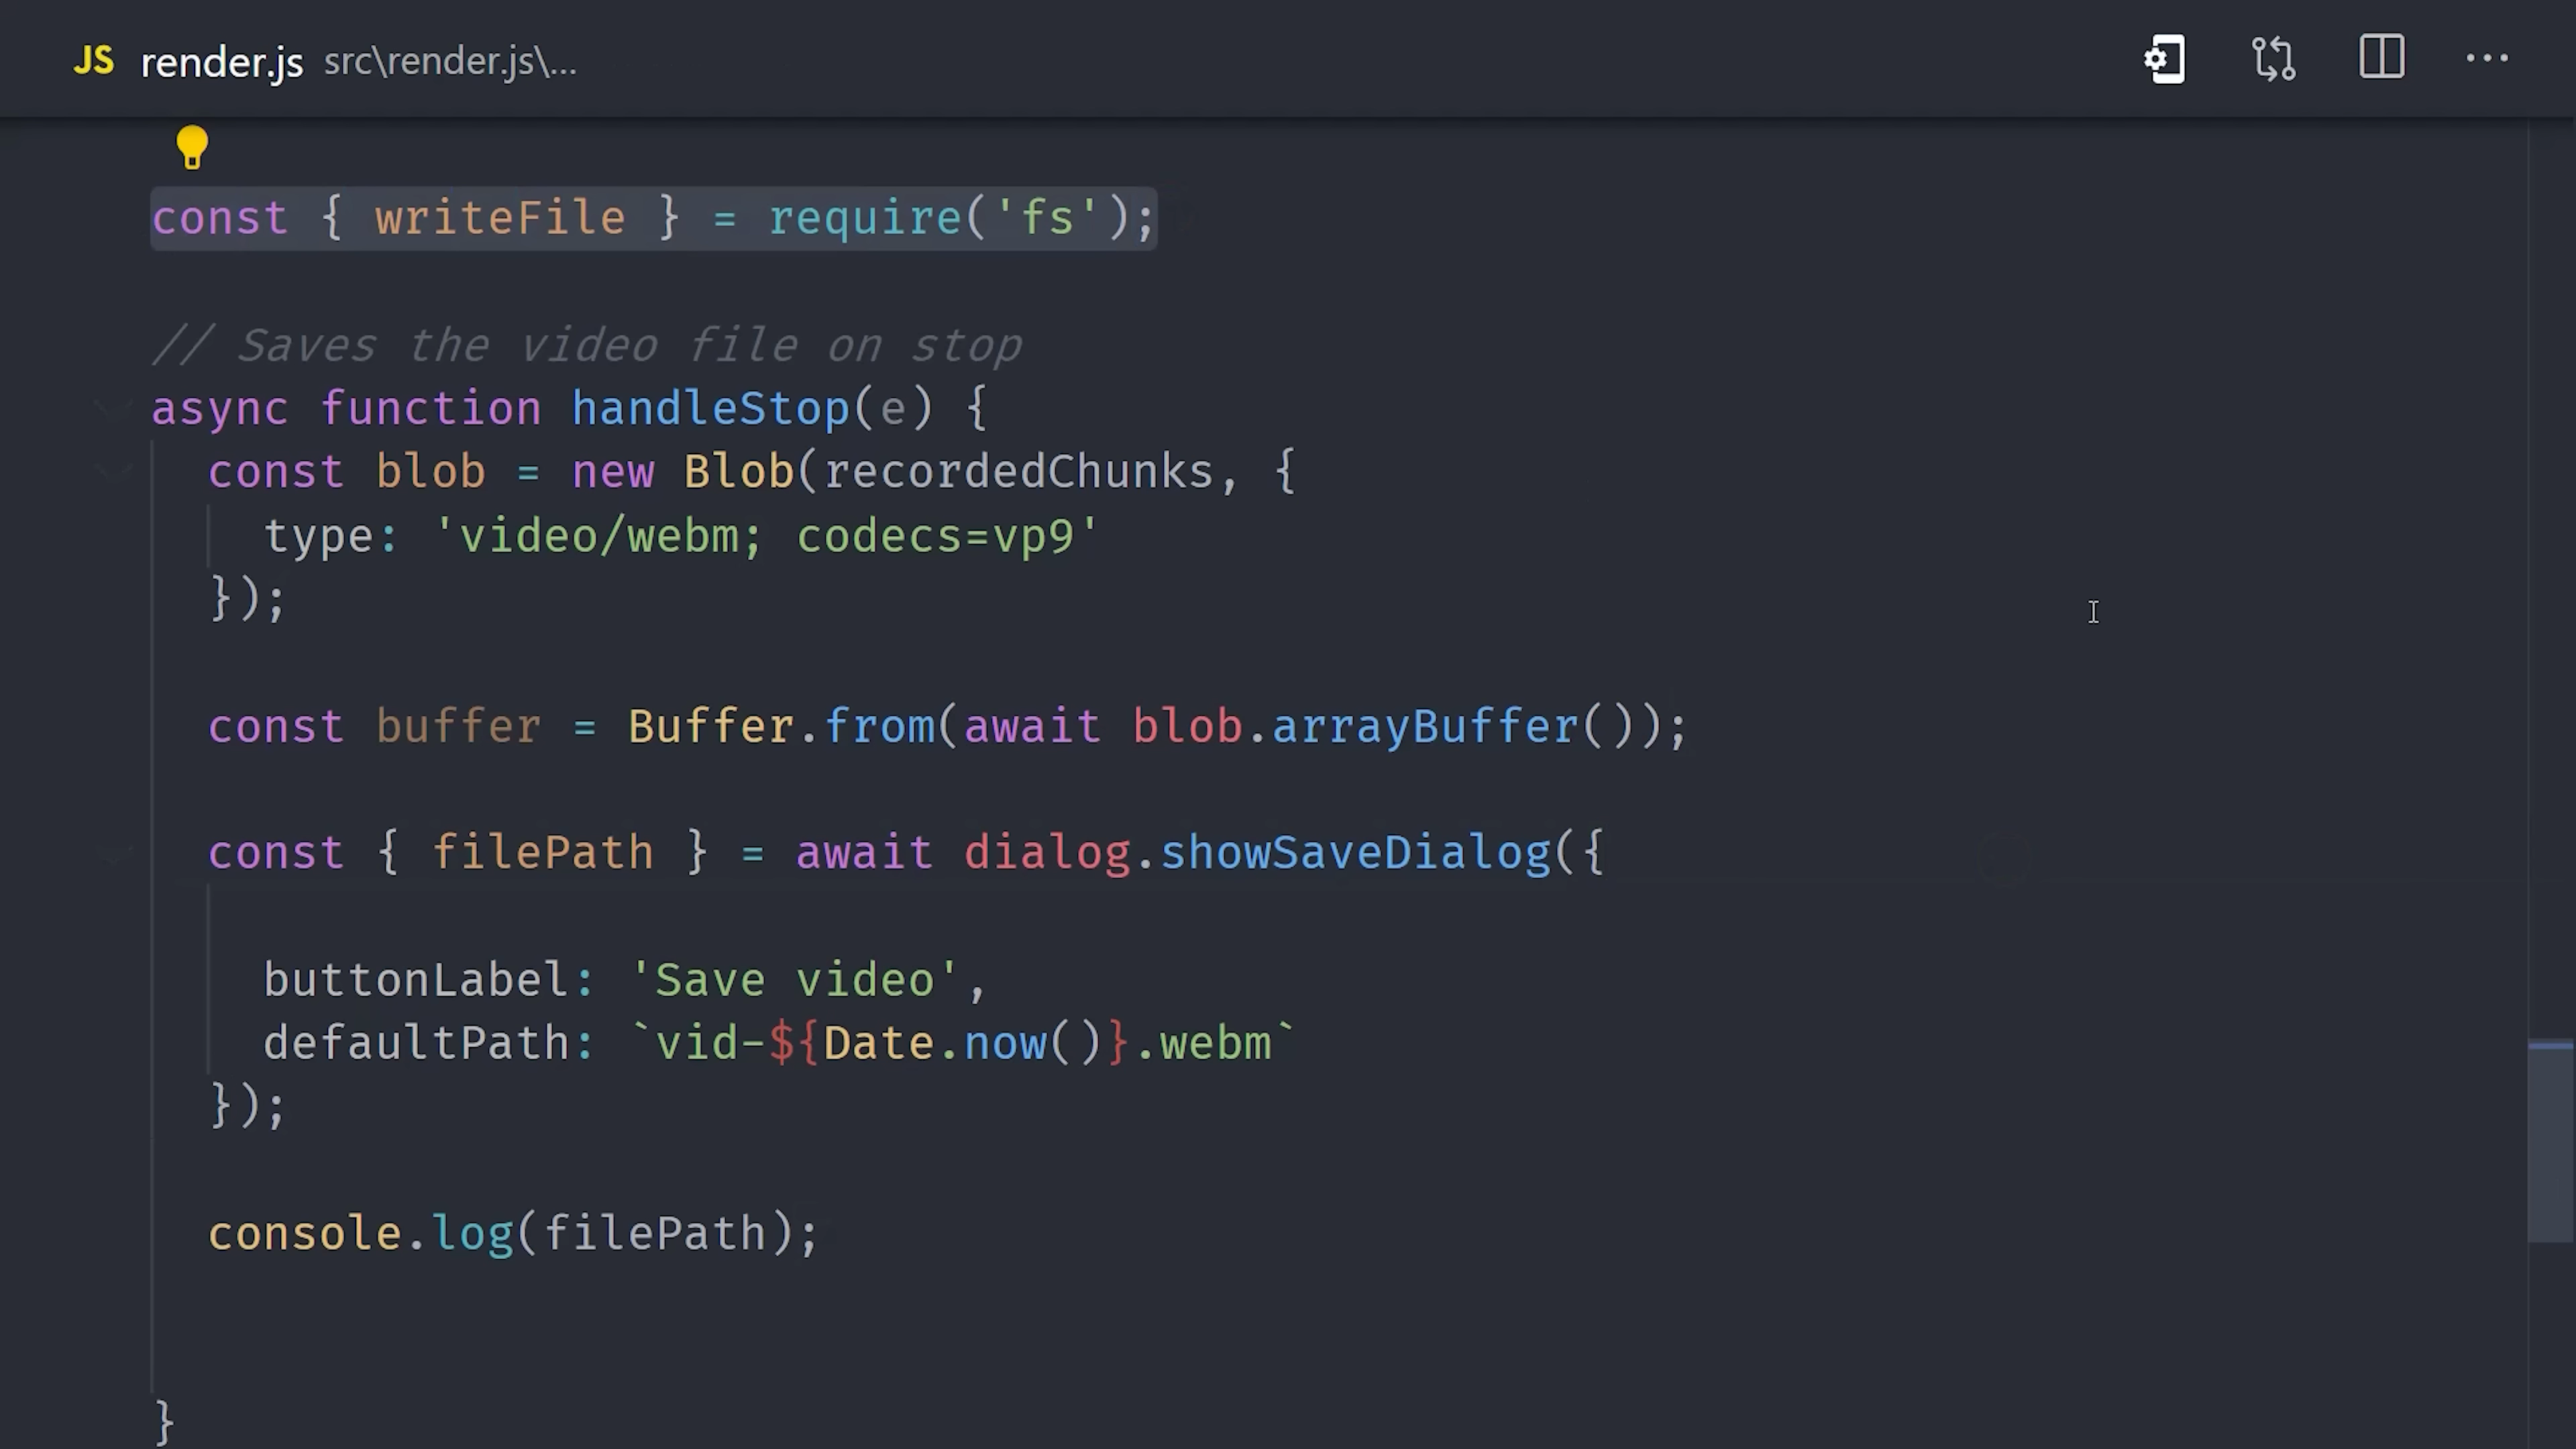 JS render.js src\render.js\...
const { writeFile } = require('fs');
// Saves the video file on stop
async function handleStop(e) {
const blob = new Blob(recordedChunks, {
type: 'video/webm; codecs=vp9'
});
const buffer = Buffer.from(await blob.arrayBuffer());
const { filePath } = await dialog.showSaveDialog({
buttonLabel: 'Save video',
defaultPath: `vid-${Date.now()}.webm`
});
console.log(filePath);
}